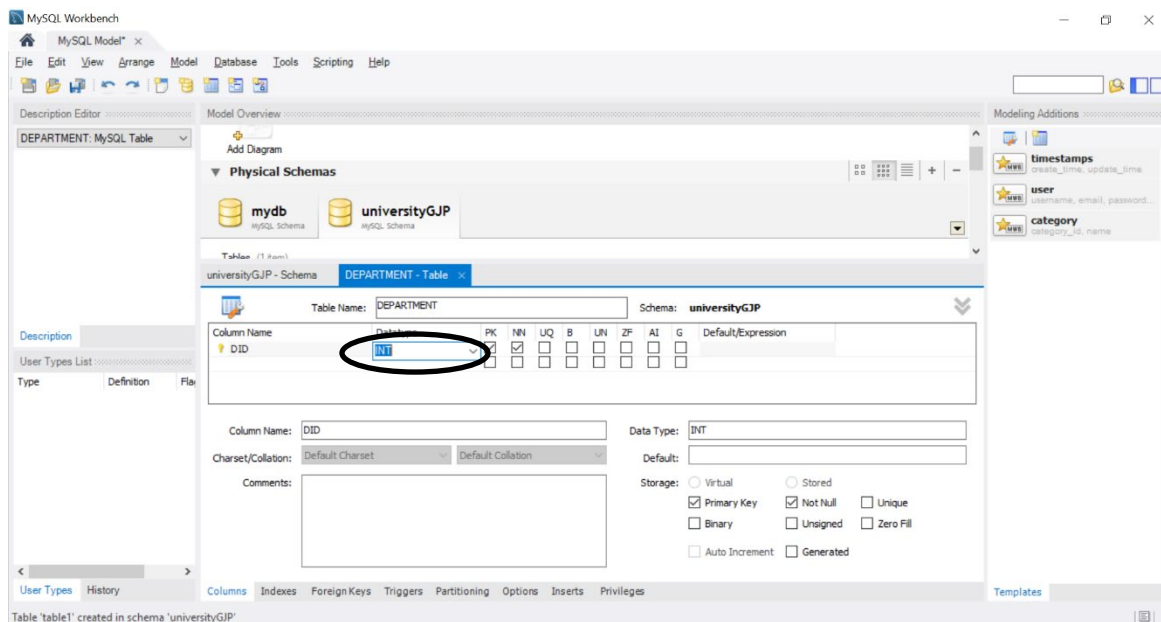 MySQL Workbench
MySQL Model* ×
File Edit View Arrange Model Database Tools Scripting Help
Description Editor
DEPARTMENT: MySQL Table
Model Overview
Add Diagram
Physical Schemas
mydb
MySQL Schema
universityGJP
MySQL Schema
Tables (1 item)
universityGJP - Schema
DEPARTMENT - Table ×
Table Name: DEPARTMENT
Schema: universityGJP
Column Name Datatype PK NN UQ B UN ZF AI G Default/Expression
DID INT
Column Name: DID
Data Type: INT
Charset/Collation: Default Charset Default Collation
Default:
Comments:
Storage: Virtual Stored
Primary Key Not Null Unique
Binary Unsigned Zero Fill
Auto Increment Generated
Columns Indexes Foreign Keys Triggers Partitioning Options Inserts Privileges
Description
User Types List
Type Definition
User Types History
Modeling Additions
timestamps
create_time, update_time
user
username, email, password...
category
category_id, name
Templates
Table 'table1' created in schema 'universityGJP'